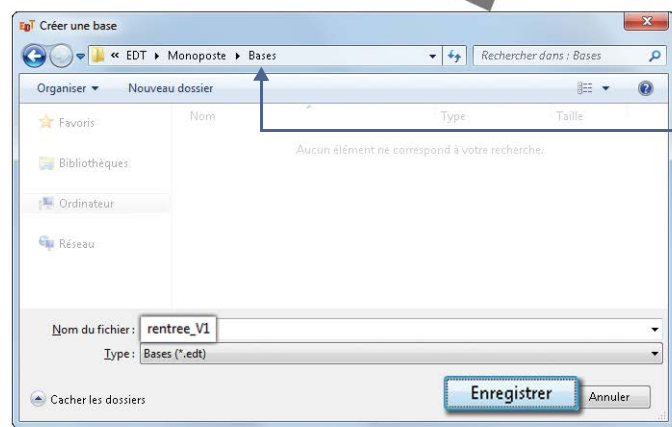 EDT Créer une base
« EDT ▸ Monoposte ▸ Bases
Rechercher dans : Bases
Organiser
Nouveau dossier
Nom
Type
Taille
Favoris
Aucun élément ne correspond à votre recherche.
Bibliothèques
Ordinateur
Réseau
Nom du fichier : rentree_V1
Type : Bases (*.edt)
Cacher les dossiers
Enregistrer
Annuler